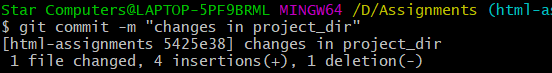 Star Computers@LAPTOP-5PF9BRML MINGW64 /D/Assignments (html-as
$ git commit -m "changes in project_dir"
[html-assignments 5425e38] changes in project_dir
1 file changed, 4 insertions(+), 1 deletion(-)